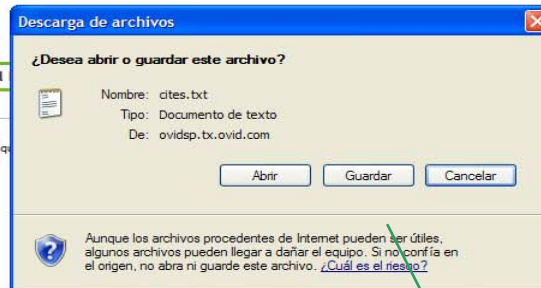 Descarga de archivos
¿Desea abrir o guardar este archivo?
Nombre: cites.txt
Tipo: Documento de texto
De: ovidsp.tx.ovid.com
Abrir Guardar Cancelar
Aunque los archivos procedentes de Internet pueden ser útiles,
algunos archivos pueden llegar a dañar el equipo. Si no confía en
el origen, no abra ni guarde este archivo. ¿Cuál es el riesgo?